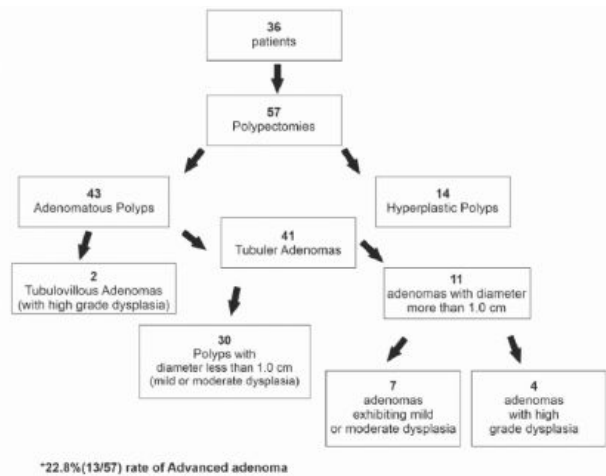 36
patients
57
Polypectomies
43
Adenomatous Polyps
14
Hyperplastic Polyps
41
Tubuler Adenomas
2
Tubulovillous Adenomas
(with high grade dysplasia)
11
adenomas with diameter
more than 1.0 cm
30
Polyps with
diameter less than 1.0 cm
(mild or moderate dysplasia)
7
adenomas
exhibiting mild
or moderate dysplasia
4
adenomas
with high
grade dysplasia
*22.8%(13/57) rate of Advanced adenoma